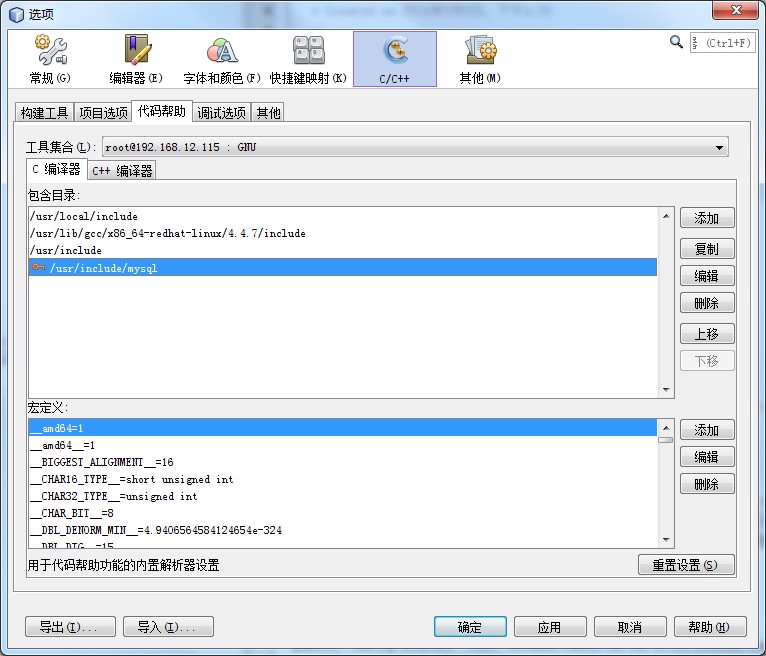 选项
常规(G)
编辑器(E)
字体和颜色(F)
快捷键映射(K)
C/C++
其他(M)
(Ctrl+F)
构建工具
项目选项
代码帮助
调试选项
其他
工具集合(L): root@192.168.12.115 : GNU
C 编译器
C++ 编译器
包含目录:
/usr/local/include
/usr/lib/gcc/x86_64-redhat-linux/4.4.7/include
/usr/include
/usr/include/mysql
添加
复制
编辑
删除
上移
下移
宏定义:
__amd64=1
__amd64__=1
__BIGGEST_ALIGNMENT__=16
__CHAR16_TYPE__=short unsigned int
__CHAR32_TYPE__=unsigned int
__CHAR_BIT__=8
__DBL_DENORM_MIN__=4.9406564584124654e-324
__DBL_DIG__=15
添加
编辑
删除
用于代码帮助功能的内置解析器设置
重置设置(S)
导出(I)...
导入(I)...
确定
应用
取消
帮助(H)